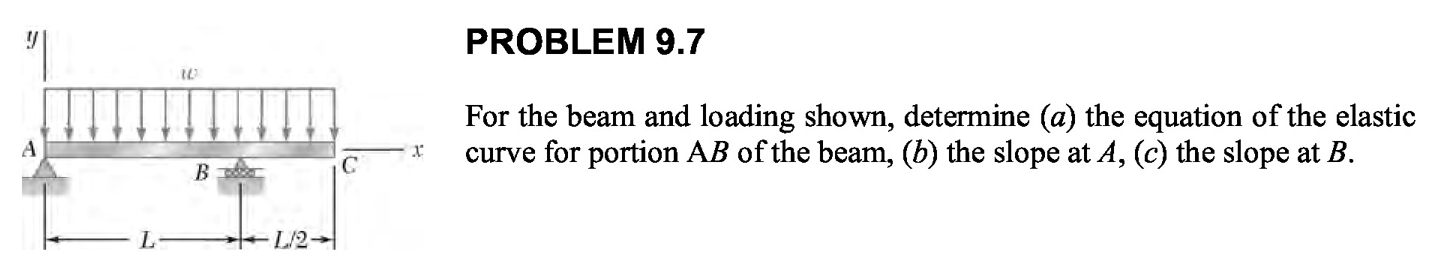 y
w
PROBLEM 9.7
For the beam and loading shown, determine (a) the equation of the elastic
curve for portion AB of the beam, (b) the slope at A, (c) the slope at B.
A
x
B
C
L
L/2